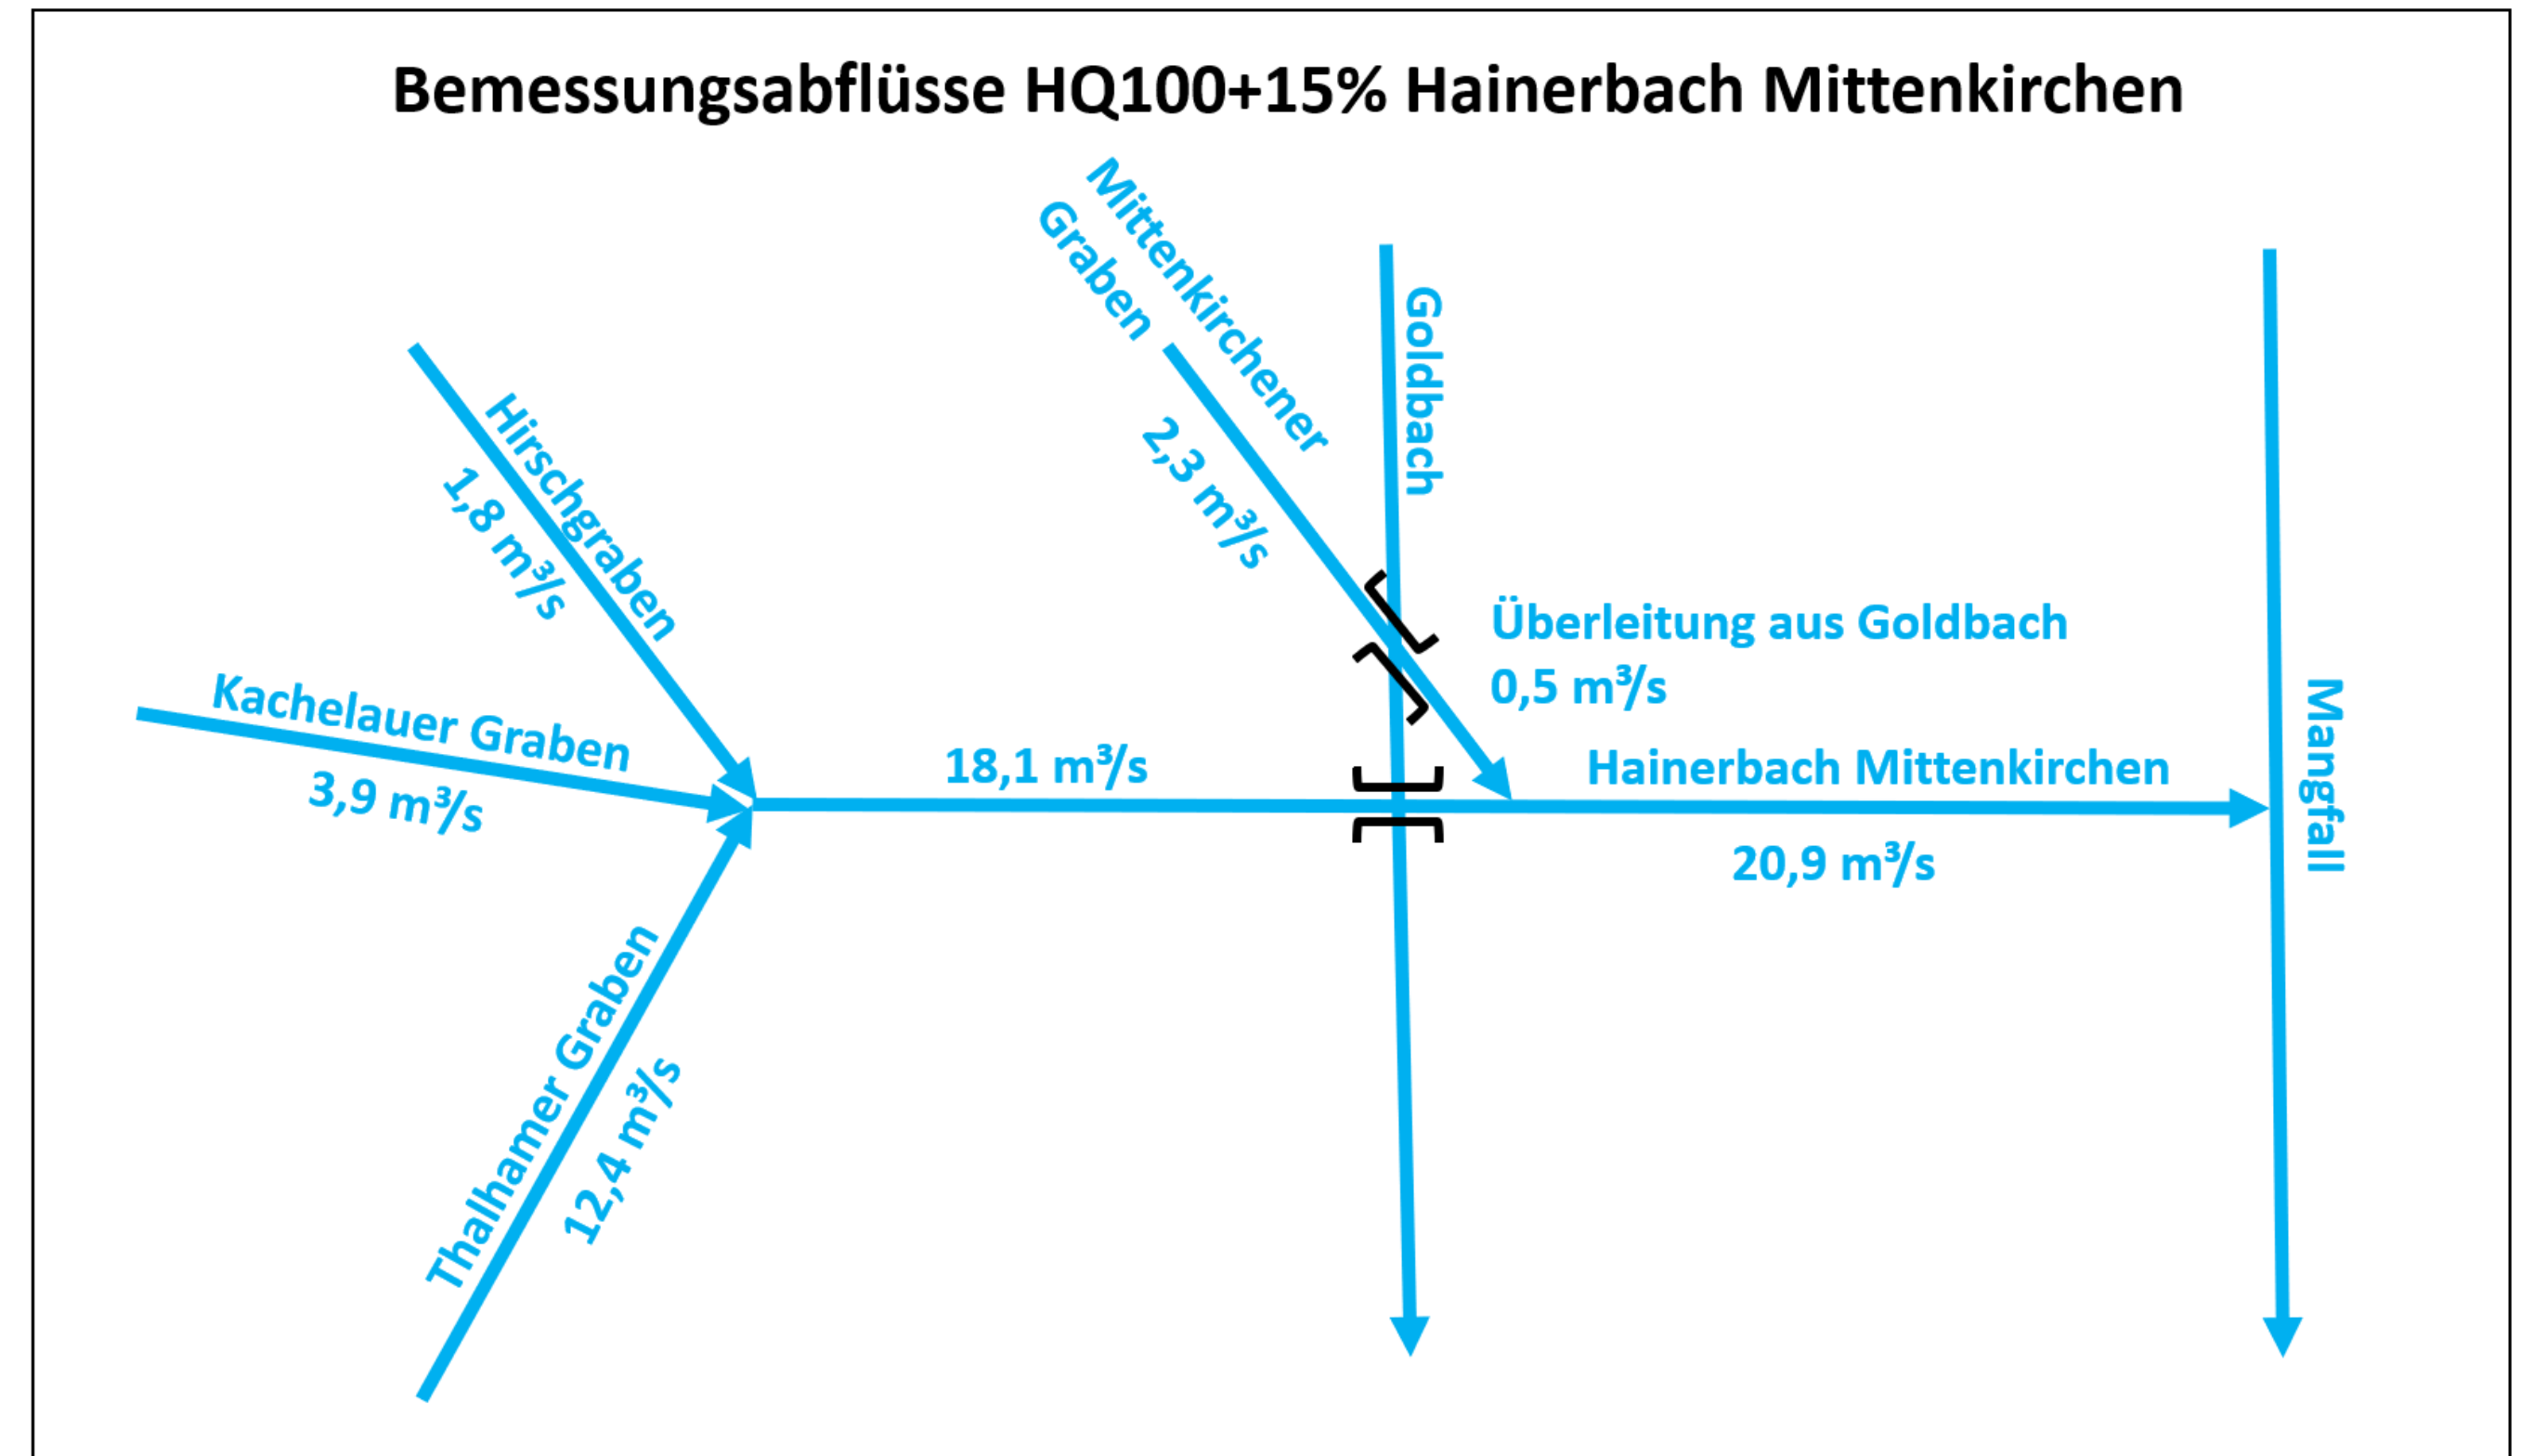 Bemessungsabflüsse HQ100+15% Hainerbach Mittenkirchen
Mittenkirchener
Graben
2,3 m³/s
Goldbach
Hirschgraben
1,8 m³/s
Überleitung aus Goldbach
0,5 m³/s
Kachelauer Graben
3,9 m³/s
18,1 m³/s
Hainerbach Mittenkirchen
20,9 m³/s
Mangfall
Thalhamer Graben
12,4 m³/s